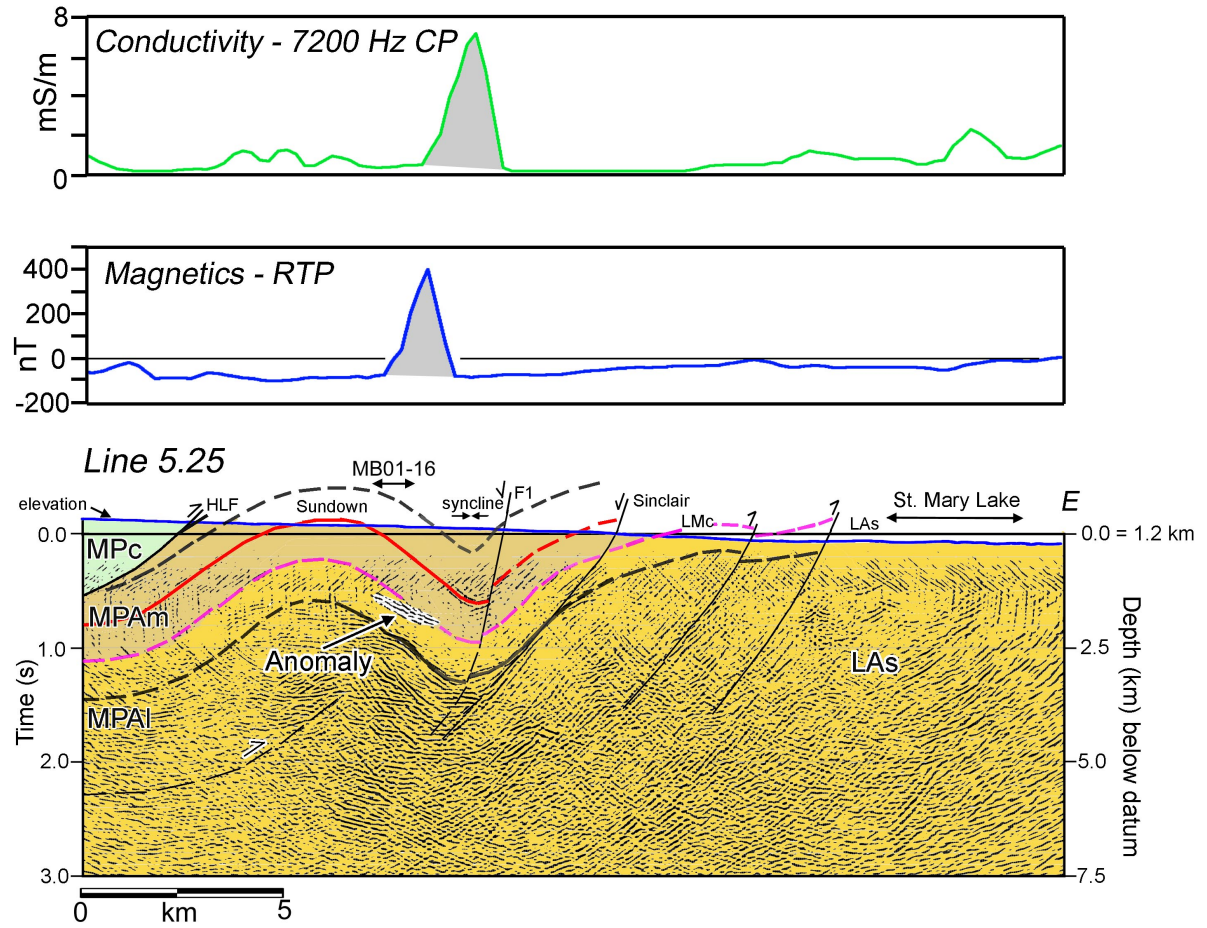 8
Conductivity - 7200 Hz CP
mS/m
0
400
Magnetics - RTP
200
nT
0
-200
Line 5.25
MB01-16
elevation
HLF
Sundown
syncline
F1
Sinclair
LMc
LAs
St. Mary Lake
E
0.0
MPc
0.0 = 1.2 km
MPAm
1.0
Anomaly
LAs
2.5
MPAl
Time (s)
Depth (km) below datum
2.0
5.0
3.0
7.5
0 km 5